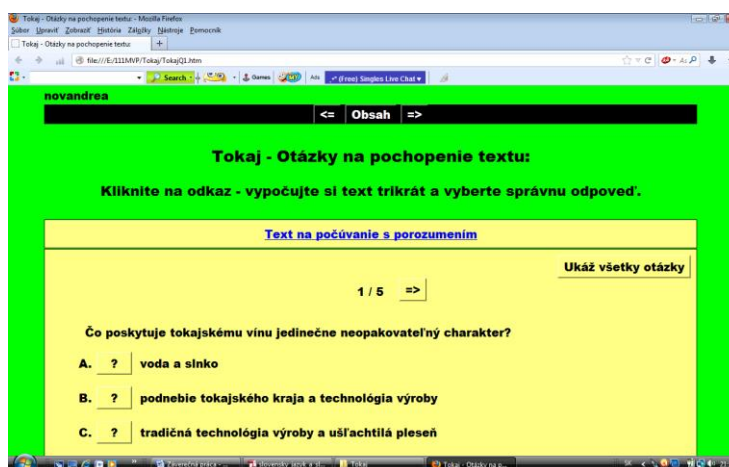 Tokaj - Otázky na pochopenie textu: - Mozilla Firefox
Súbor Upraviť Zobraziť História Záložky Nástroje Pomocník
Tokaj - Otázky na pochopenie textu: +
file:///E:/111MVP/Tokaj/TokajQ1.htm
Search Games Ads (Free) Singles Live Chat
novandrea
<= Obsah =>
Tokaj - Otázky na pochopenie textu:
Kliknite na odkaz - vypočujte si text trikrát a vyberte správnu odpoveď.
Text na počúvanie s porozumením
Ukáž všetky otázky
1 / 5 =>
Čo poskytuje tokajskému vínu jedinečne neopakovateľný charakter?
A. ? voda a slnko
B. ? podnebie tokajského kraja a technológia výroby
C. ? tradičná technológia výroby a ušľachtilá pleseň
Záverečná práca - ... slovenský jazyk a sl... Tokaj Tokaj - Otázky na p...